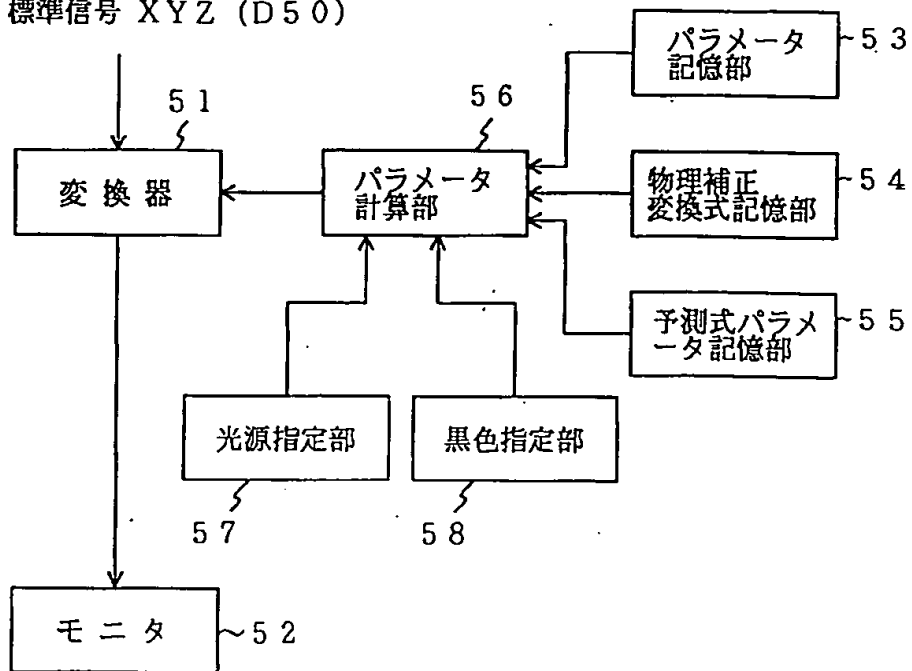 標準信号 XYZ (D50)
51
変換器
56
パラメータ
計算部
パラメータ
記憶部
53
物理補正
変換式記憶部
54
予測式パラメ
ータ記憶部
55
光源指定部
57
黒色指定部
58
モニタ
52